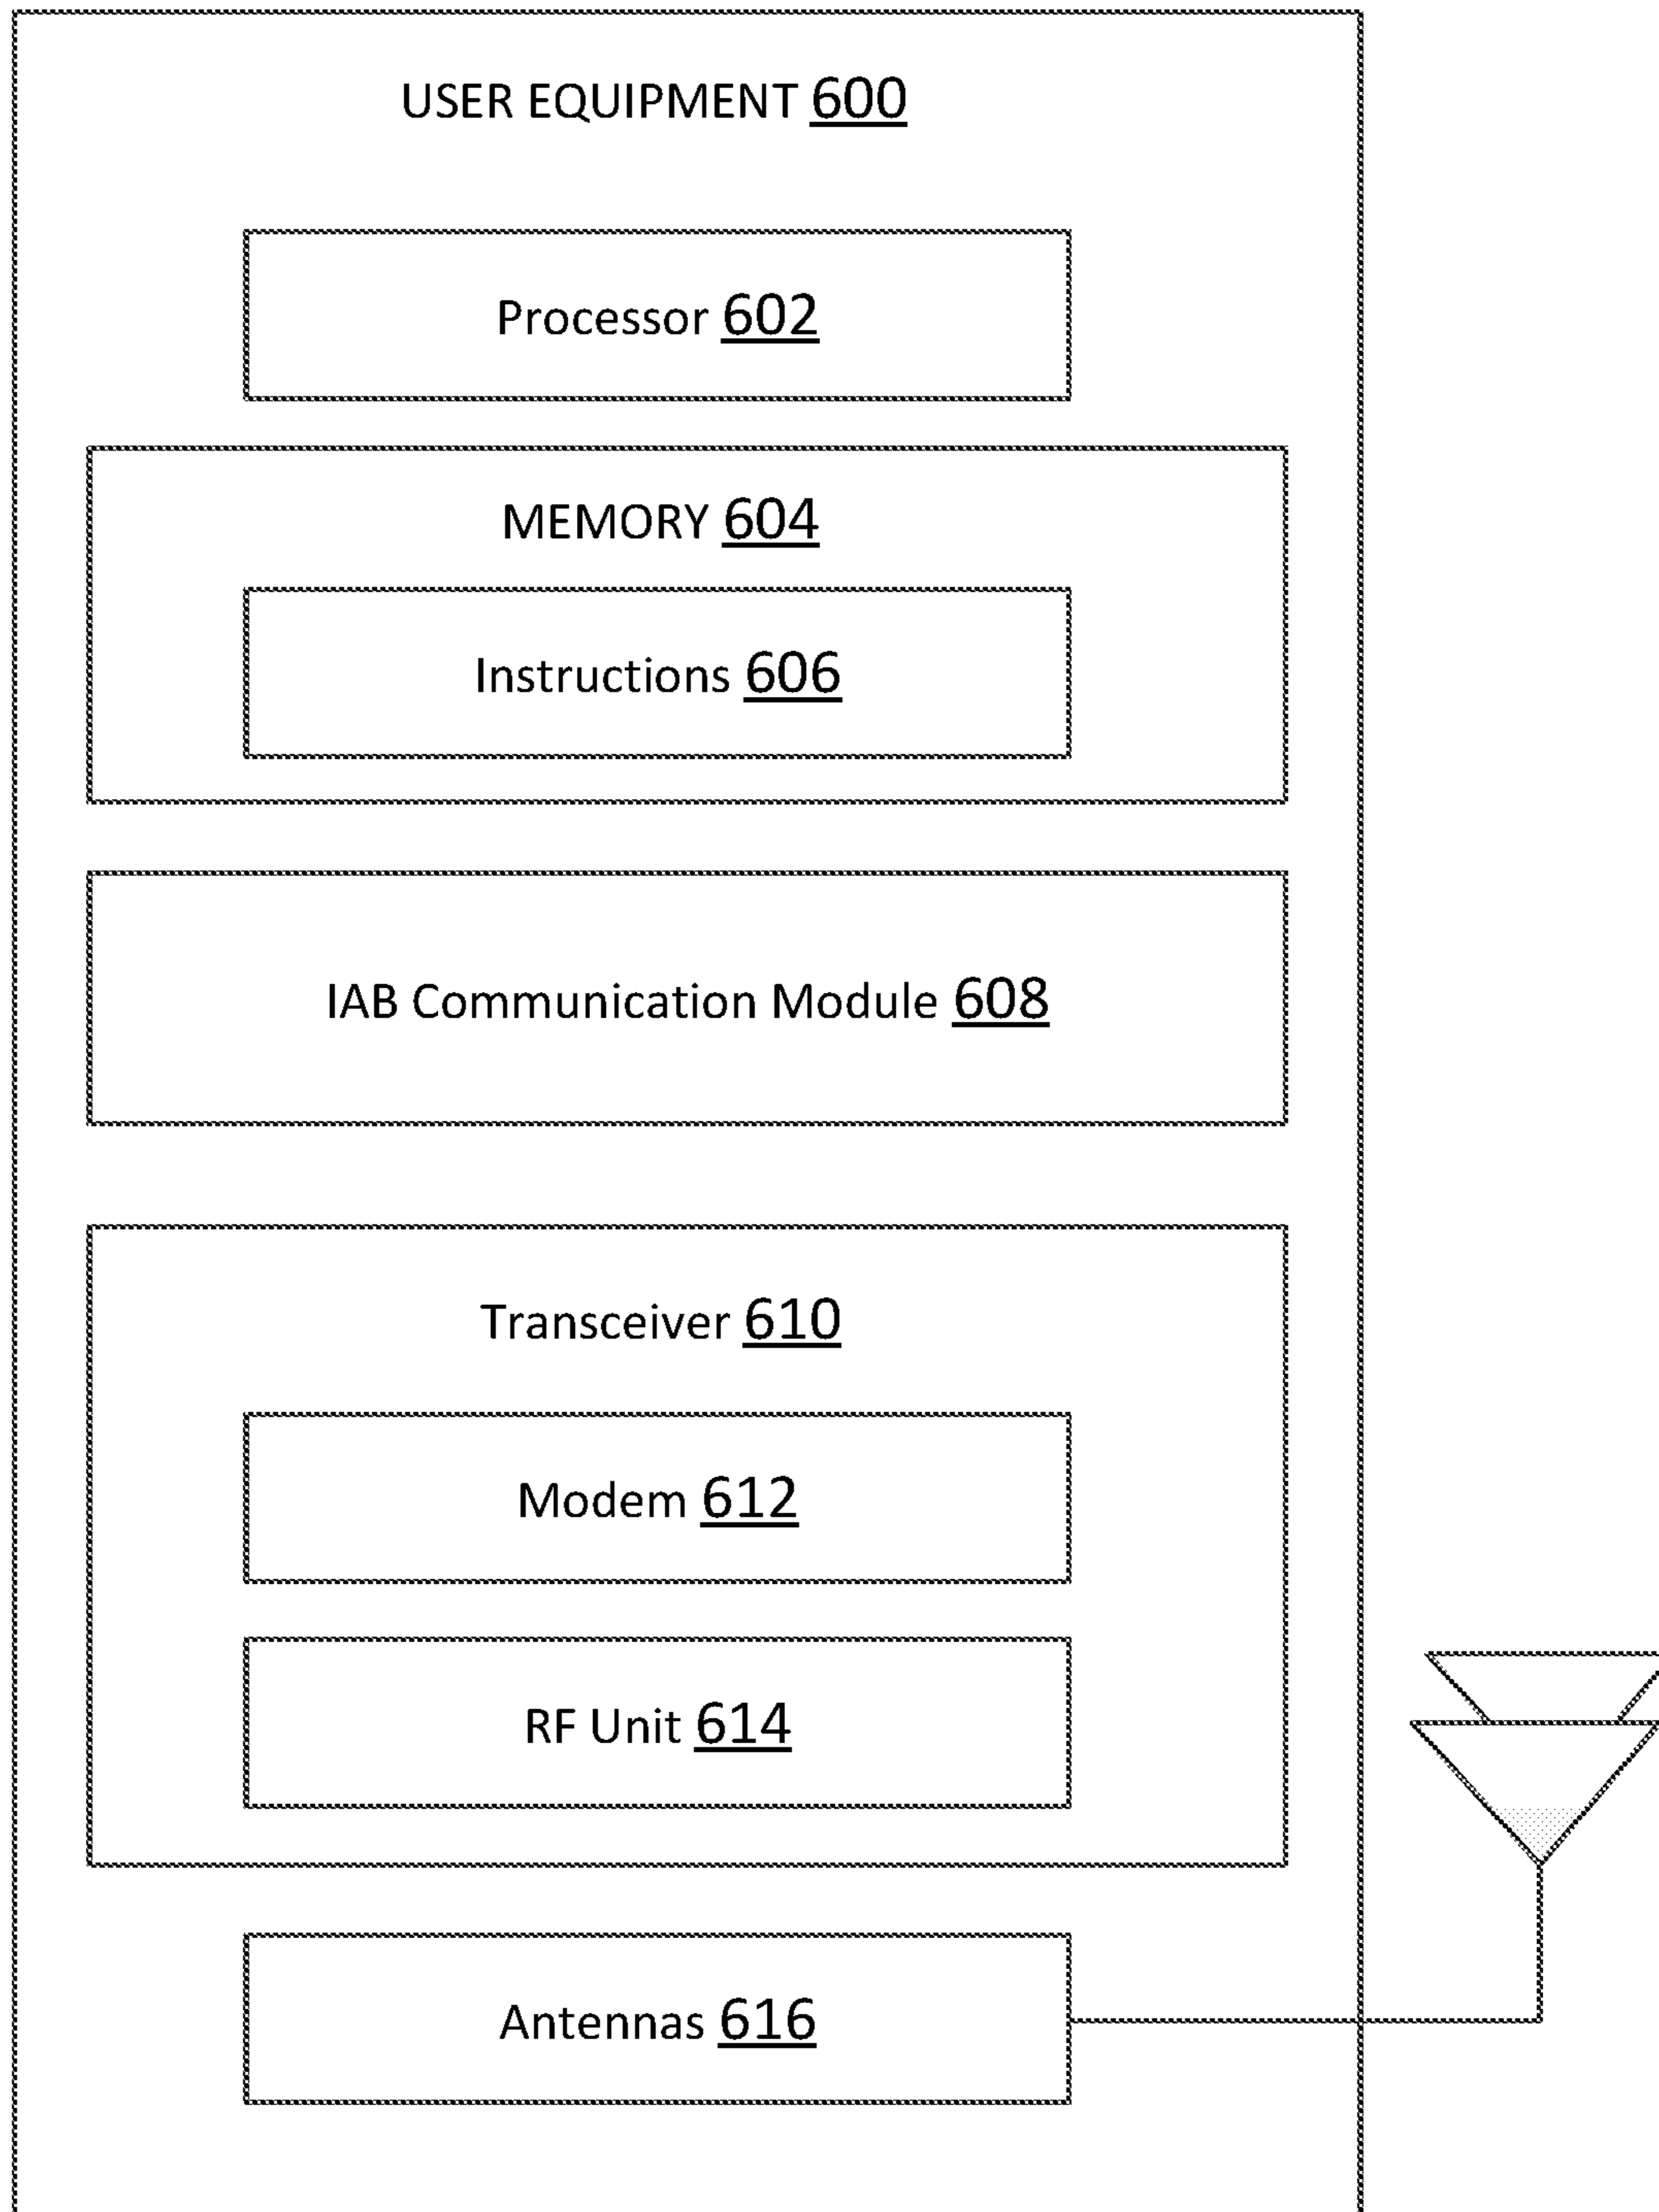 USER EQUIPMENT 600
Processor 602
MEMORY 604
Instructions 606
IAB Communication Module 608
Transceiver 610
Modem 612
RF Unit 614
Antennas 616